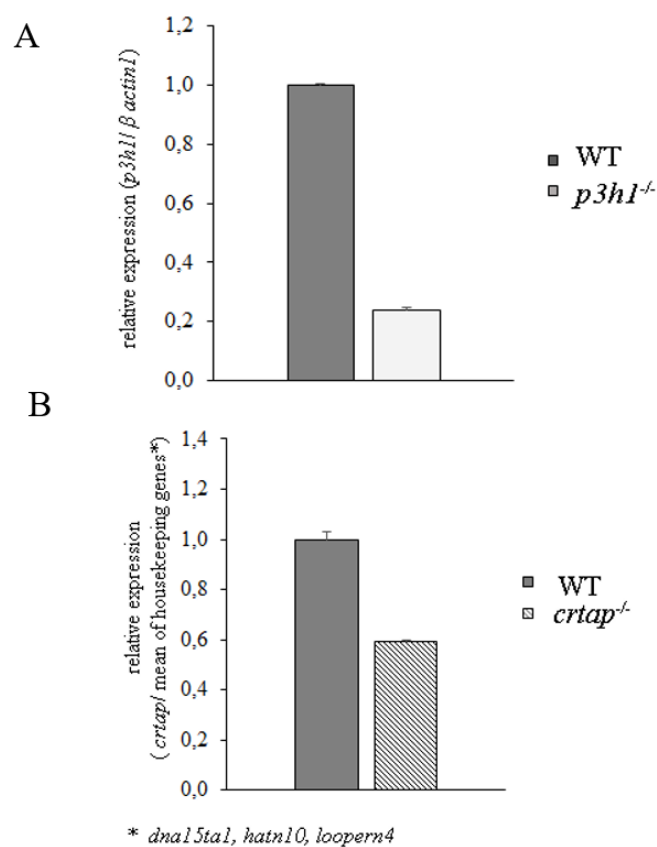 A
relative expression (p3h1/ β actin1)
1,2
1,0
0,8
0,6
0,4
0,2
0,0
WT
p3h1-/-
B
relative expression
( crtap/ mean of housekeeping genes*)
1,4
1,2
1,0
0,8
0,6
0,4
0,2
0,0
WT
crtap-/-
* dna15ta1, hatn10, loopern4